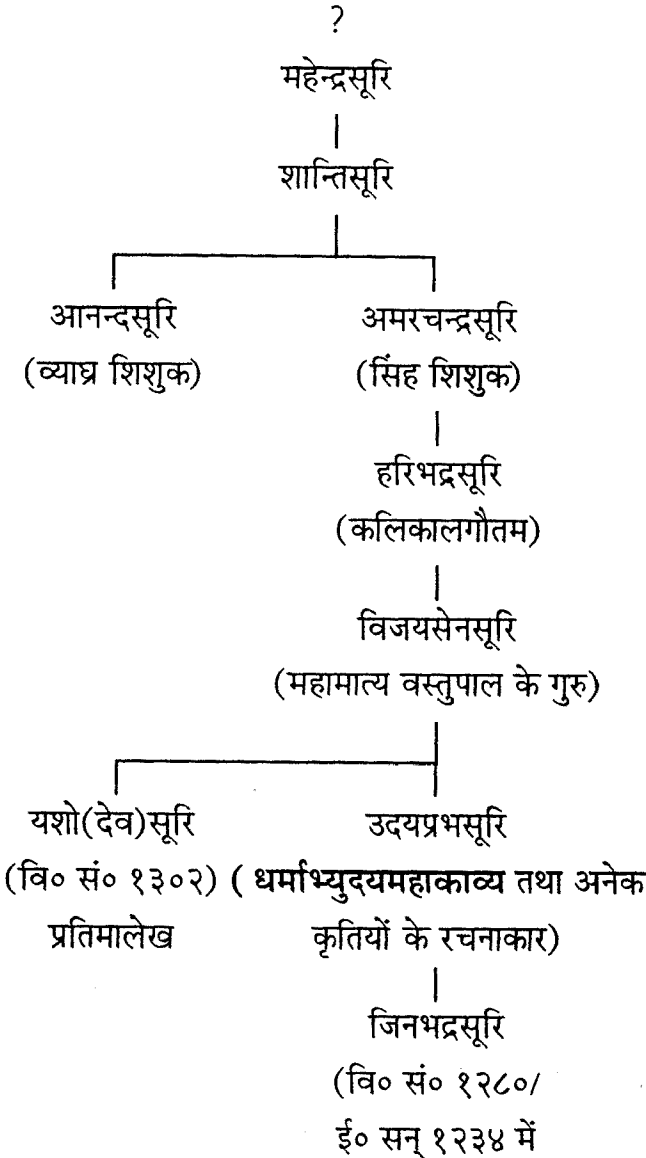 ?
महेन्द्रसूरि
शान्तिसूरि
आनन्दसूरि अमरचन्द्रसूरि
(व्याघ्र शिशुक) (सिंह शिशुक)
हरिभद्रसूरि
(कलिकालगौतम)
विजयसेनसूरि
(महामात्य वस्तुपाल के गुरु)
यशो(देव)सूरि उदयप्रभसूरि
(वि० सं० १३०२) ( धर्माभ्युदयमहाकाव्य तथा अनेक
प्रतिमालेख कृतियों के रचनाकार)
जिनभद्रसूरि
(वि० सं० १२८०/
ई० सन् १२३४ में